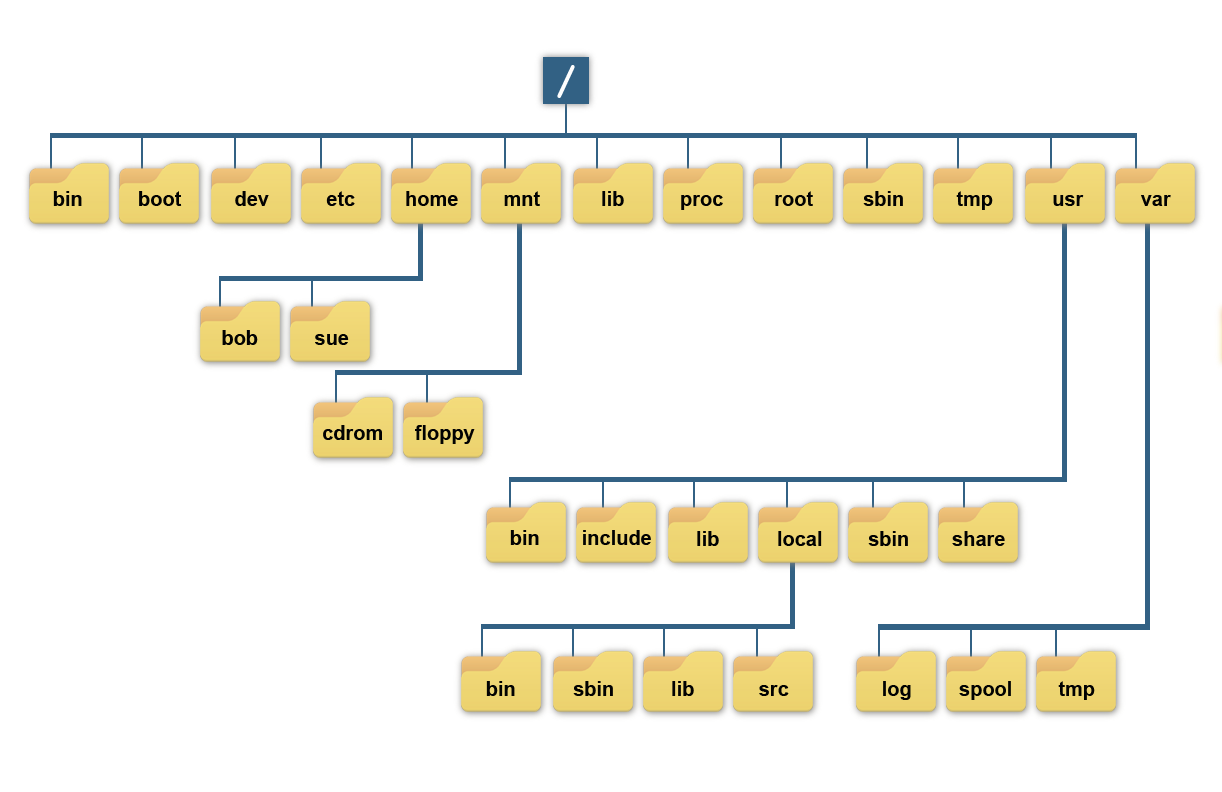 /
bin boot dev etc home mnt lib proc root sbin tmp usr var
bob sue
cdrom floppy
bin include lib local sbin share
bin sbin lib src log spool tmp